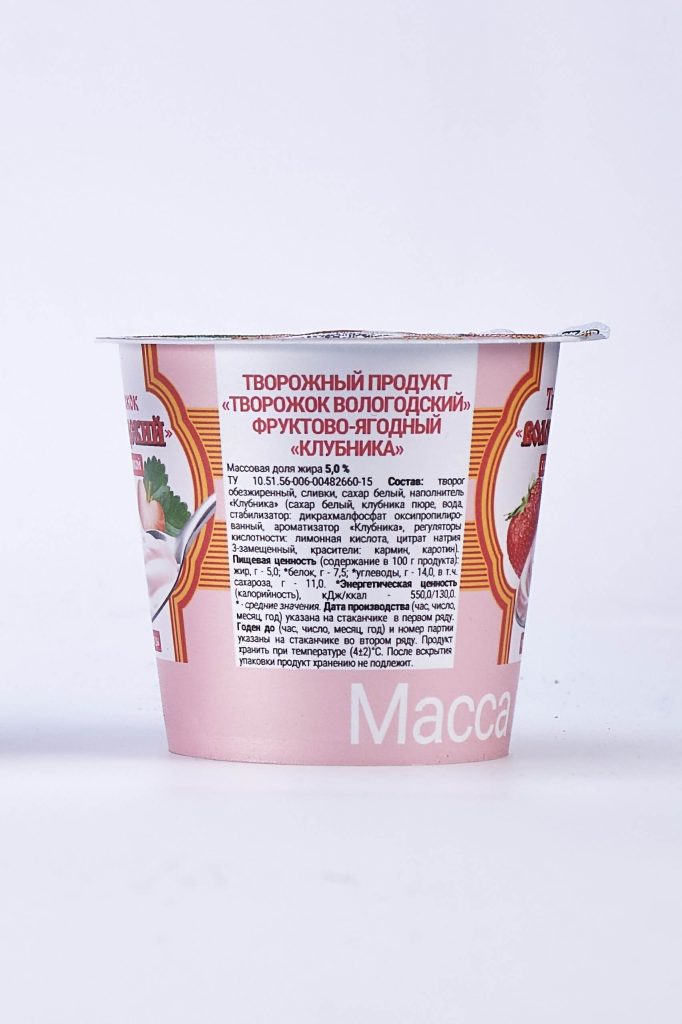 ТВОРОЖНЫЙ ПРОДУКТ
«ТВОРОЖОК ВОЛОГОДСКИЙ»
ФРУКТОВО-ЯГОДНЫЙ
«КЛУБНИКА»
Массовая доля жира 5,0 %
ТУ 10.51.56-006-00482660-15 Состав: творог
обезжиренный, сливки, сахар белый, наполнитель
«Клубника» (сахар белый, клубника пюре, вода,
стабилизатор: дикрахмалфосфат оксипропилиро-
ванный, ароматизатор «Клубника», регуляторы
кислотности: лимонная кислота, цитрат натрия
3-замещенный, красители: кармин, каротин).
Пищевая ценность (содержание в 100 г продукта):
жир, г - 5,0; *белок, г - 7,5; *углеводы, г - 14,0, в т.ч.
сахароза, г - 11,0. *Энергетическая ценность
(калорийность), кДж/ккал - 550,0/130,0.
* - средние значения. Дата производства (час, число,
месяц, год) указана на стаканчике в первом ряду.
Годен до (час, число, месяц, год) и номер партии
указаны на стаканчике во втором ряду. Продукт
хранить при температуре (4±2)°С. После вскрытия
упаковки продукт хранению не подлежит.
Масса